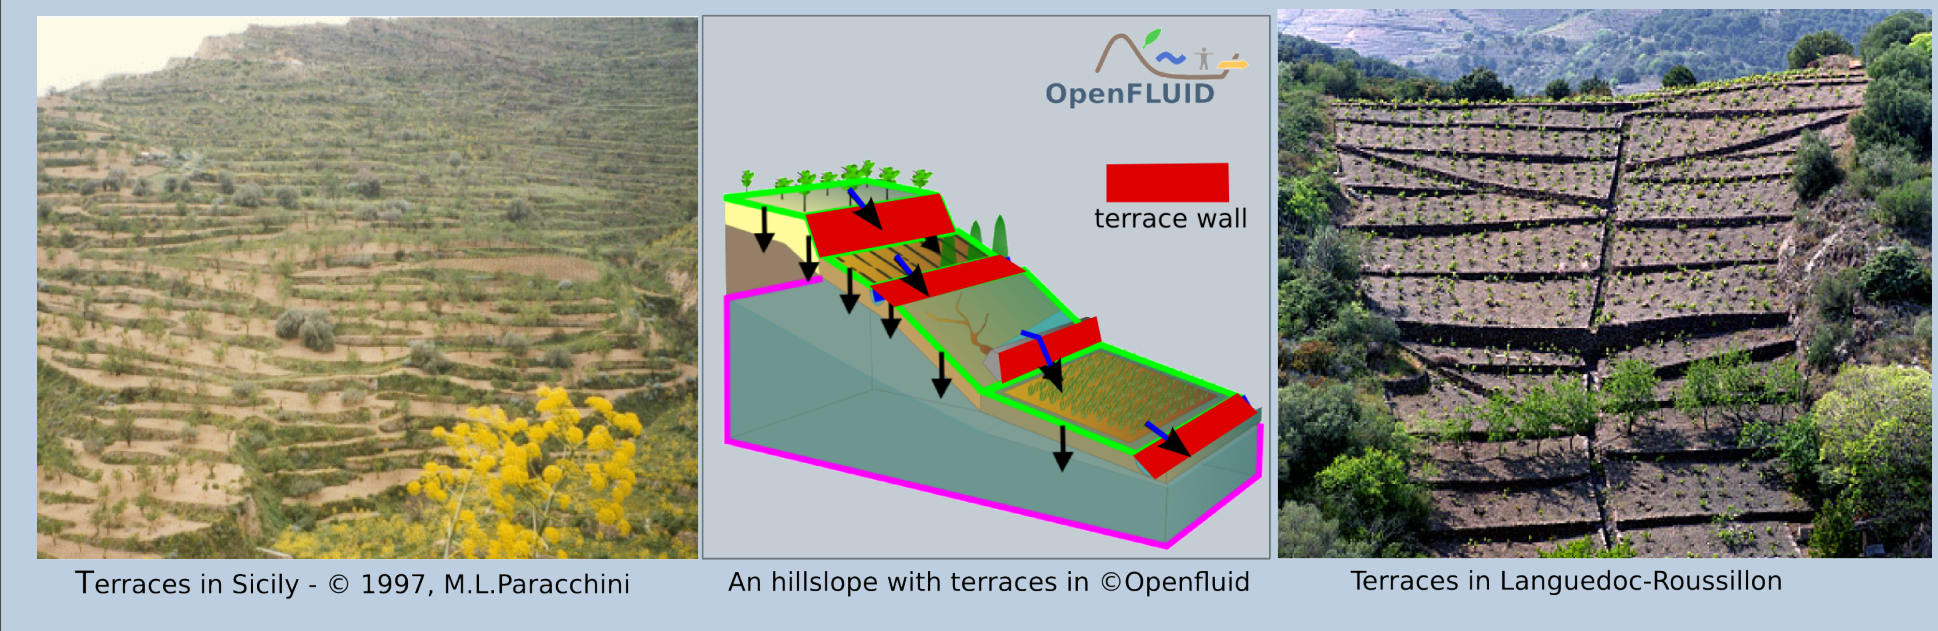 OpenFLUID
terrace wall
Terraces in Sicily - © 1997, M.L.Paracchini
An hillslope with terraces in ©Openfluid
Terraces in Languedoc-Roussillon